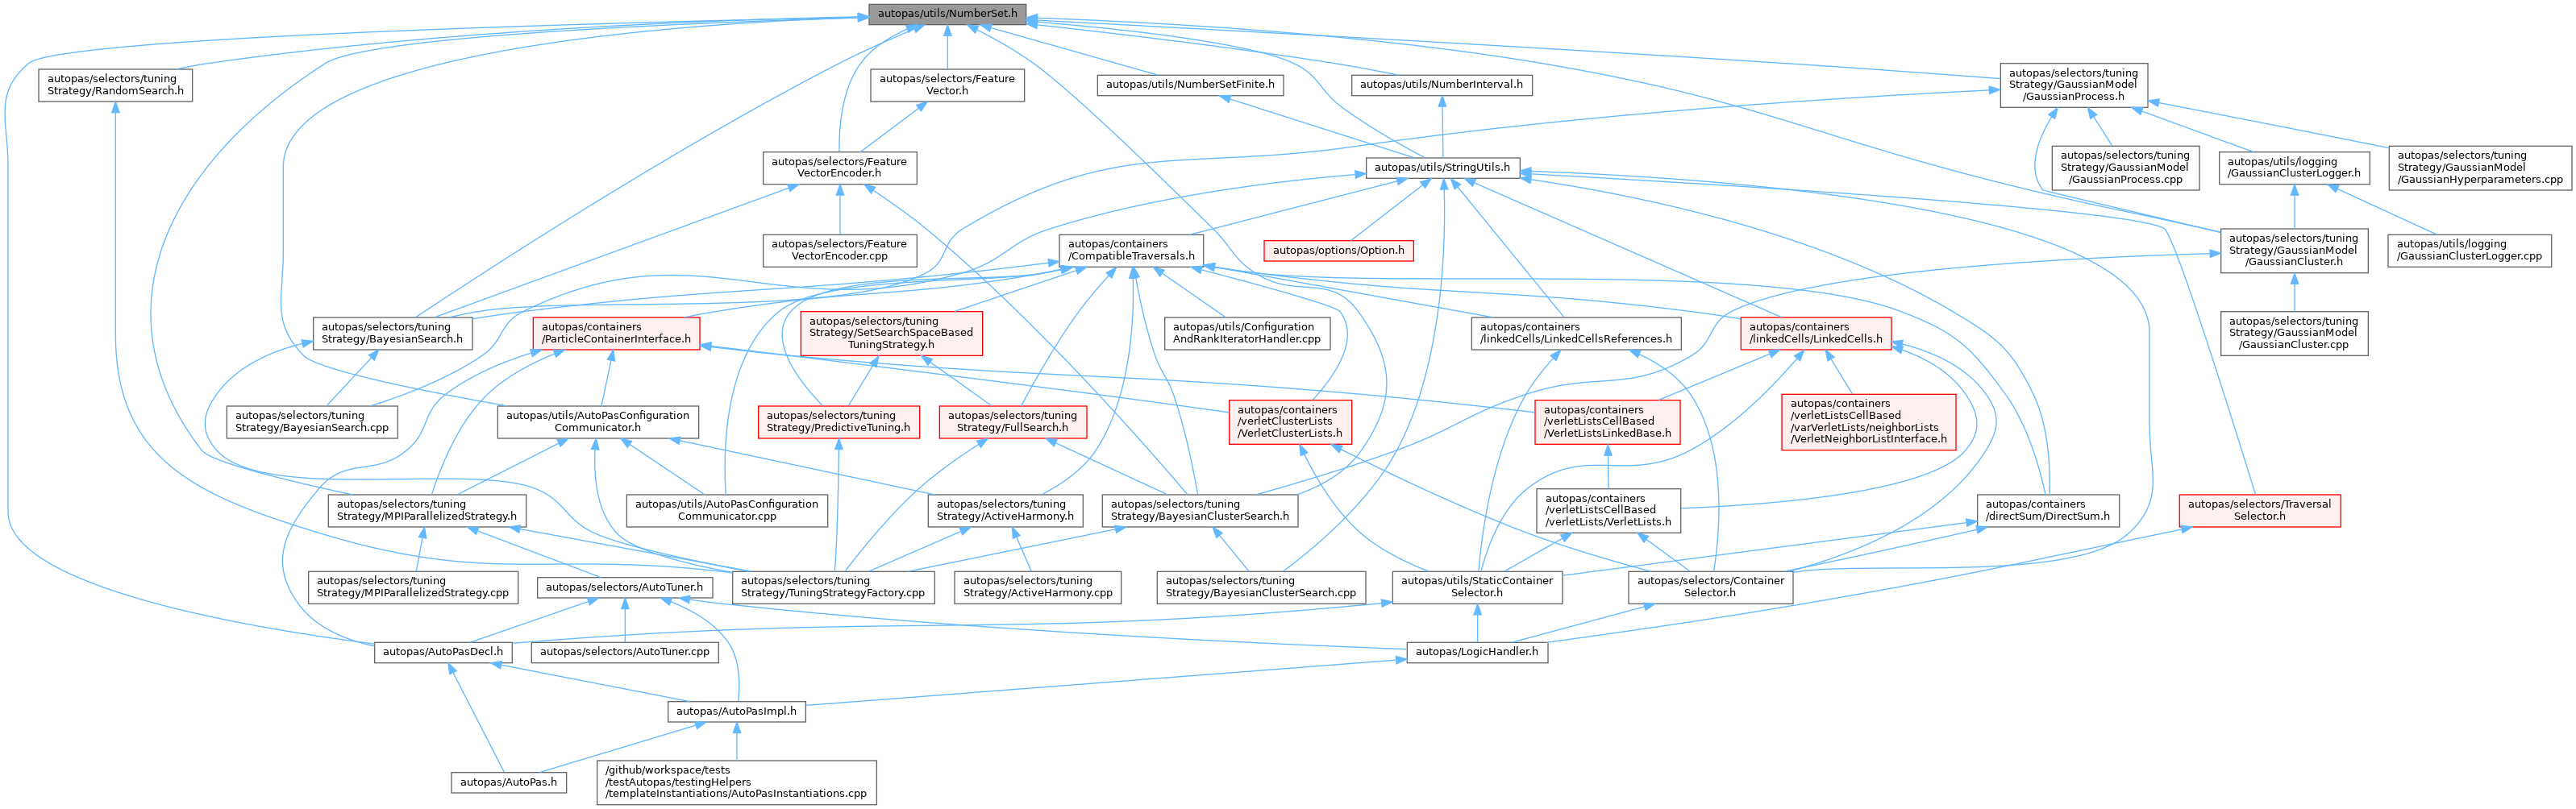 autopas/utils/NumberSet.h
autopas/selectors/tuning
Strategy/RandomSearch.h
autopas/selectors/Feature
Vector.h
autopas/utils/NumberSetFinite.h
autopas/utils/NumberInterval.h
autopas/selectors/tuning
Strategy/GaussianModel
/GaussianProcess.h
autopas/selectors/Feature
VectorEncoder.h
autopas/utils/StringUtils.h
autopas/selectors/tuning
Strategy/GaussianModel
/GaussianProcess.cpp
autopas/utils/logging
/GaussianClusterLogger.h
autopas/selectors/tuning
Strategy/GaussianModel
/GaussianHyperparameters.cpp
autopas/selectors/Feature
VectorEncoder.cpp
autopas/containers
/CompatibleTraversals.h
autopas/options/Option.h
autopas/selectors/tuning
Strategy/GaussianModel
/GaussianCluster.h
autopas/utils/logging
/GaussianClusterLogger.cpp
autopas/selectors/tuning
Strategy/BayesianSearch.h
autopas/containers
/ParticleContainerInterface.h
autopas/selectors/tuning
Strategy/SetSearchSpaceBased
TuningStrategy.h
autopas/utils/Configuration
AndRankIteratorHandler.cpp
autopas/containers
/linkedCells/LinkedCellsReferences.h
autopas/containers
/linkedCells/LinkedCells.h
autopas/selectors/tuning
Strategy/GaussianModel
/GaussianCluster.cpp
autopas/selectors/tuning
Strategy/BayesianSearch.cpp
autopas/utils/AutoPasConfiguration
Communicator.h
autopas/selectors/tuning
Strategy/PredictiveTuning.h
autopas/selectors/tuning
Strategy/FullSearch.h
autopas/containers
/verletClusterLists
/VerletClusterLists.h
autopas/containers
/verletListsCellBased
/VerletListsLinkedBase.h
autopas/containers
/verletListsCellBased
/varVerletLists/neighborLists
/VerletNeighborListInterface.h
autopas/selectors/tuning
Strategy/MPIParallelizedStrategy.h
autopas/utils/AutoPasConfiguration
Communicator.cpp
autopas/selectors/tuning
Strategy/ActiveHarmony.h
autopas/selectors/tuning
Strategy/BayesianClusterSearch.h
autopas/containers
/verletListsCellBased
/verletLists/VerletLists.h
autopas/containers
/directSum/DirectSum.h
autopas/selectors/Traversal
Selector.h
autopas/selectors/tuning
Strategy/MPIParallelizedStrategy.cpp
autopas/selectors/AutoTuner.h
autopas/selectors/tuning
Strategy/TuningStrategyFactory.cpp
autopas/selectors/tuning
Strategy/ActiveHarmony.cpp
autopas/selectors/tuning
Strategy/BayesianClusterSearch.cpp
autopas/utils/StaticContainer
Selector.h
autopas/selectors/Container
Selector.h
autopas/AutoPasDecl.h
autopas/selectors/AutoTuner.cpp
autopas/LogicHandler.h
autopas/AutoPasImpl.h
autopas/AutoPas.h
/github/workspace/tests
/testAutopas/testingHelpers
/templateInstantiations/AutoPasInstantiations.cpp